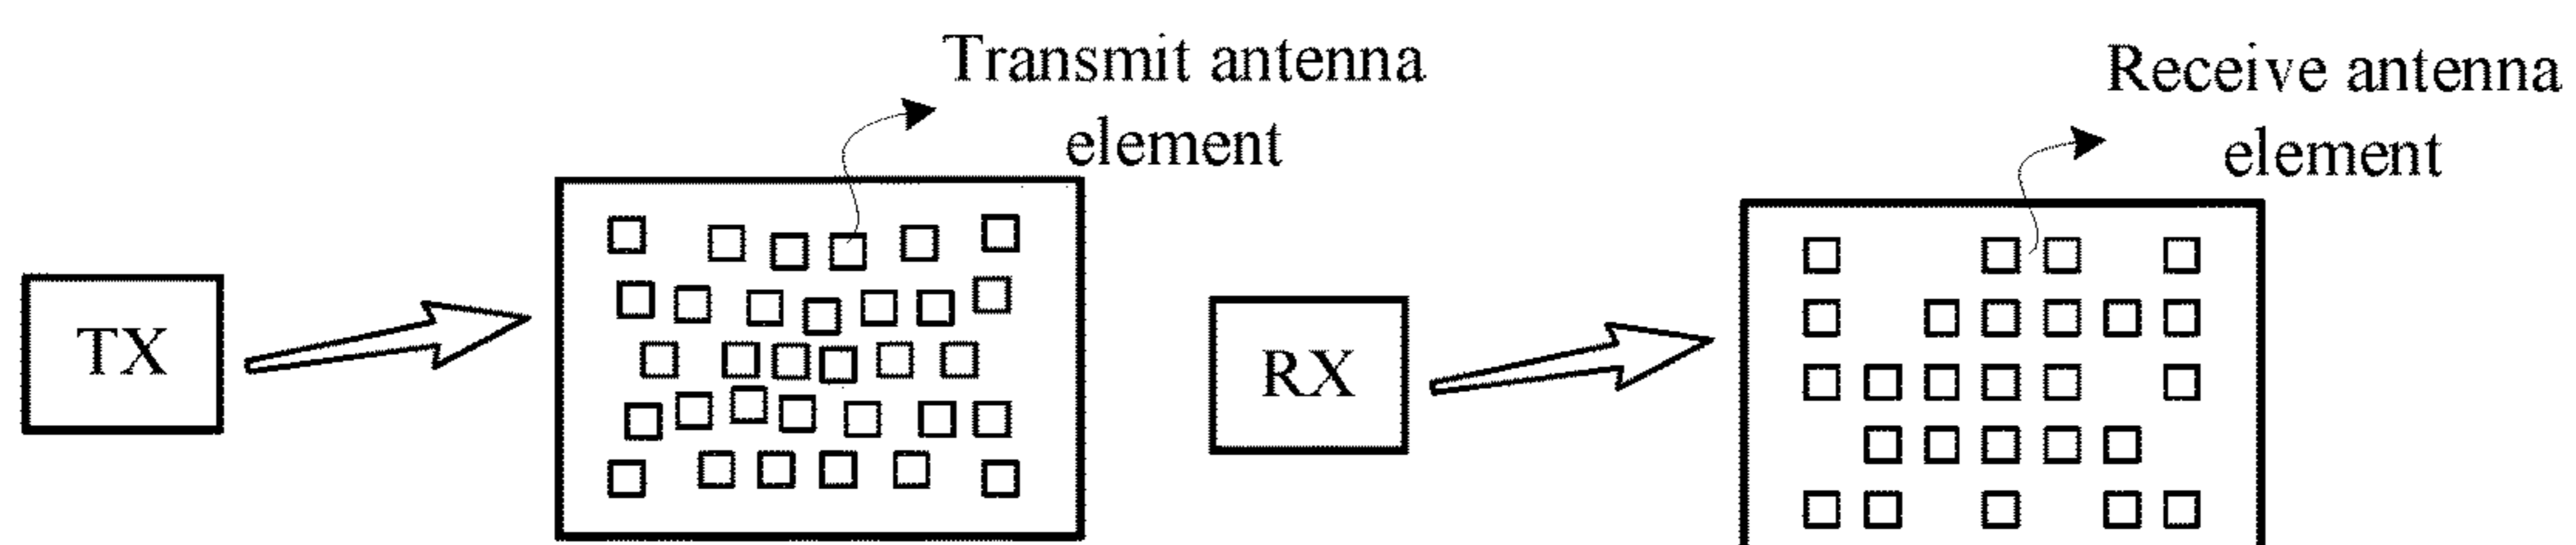 Transmit antenna
element
Receive antenna
element
TX
RX